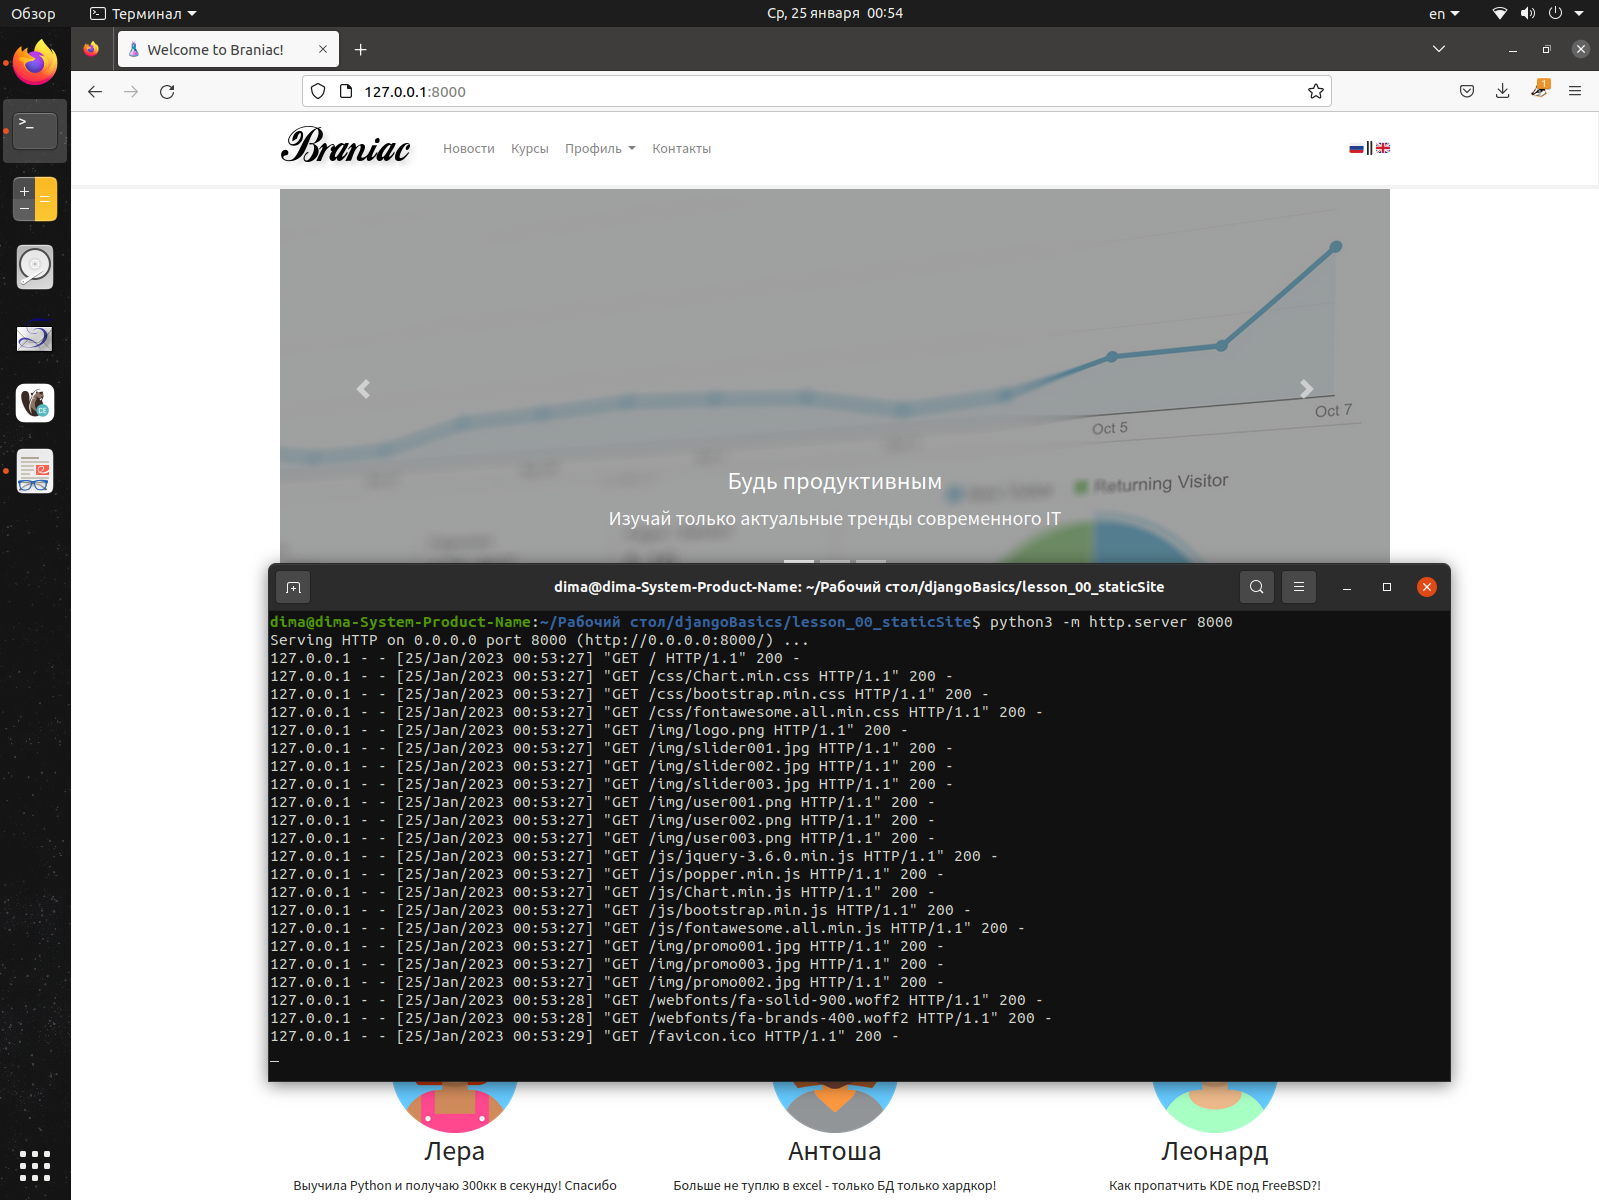 Обзор
Терминал
Ср, 25 января 00:54
en
Welcome to Braniac!
127.0.0.1:8000
1
Braniac
Новости Курсы Профиль Контакты
Oct 5
Oct 7
Returning Visitor
Будь продуктивным
Изучай только актуальные тренды современного IT
dima@dima-System-Product-Name: ~/Рабочий стол/djangoBasics/lesson_00_staticSite
dima@dima-System-Product-Name:~/Рабочий стол/djangoBasics/lesson_00_staticSite$ python3 -m http.server 8000
Serving HTTP on 0.0.0.0 port 8000 (http://0.0.0.0:8000/) ...
127.0.0.1 - - [25/Jan/2023 00:53:27] "GET / HTTP/1.1" 200 -
127.0.0.1 - - [25/Jan/2023 00:53:27] "GET /css/Chart.min.css HTTP/1.1" 200 -
127.0.0.1 - - [25/Jan/2023 00:53:27] "GET /css/bootstrap.min.css HTTP/1.1" 200 -
127.0.0.1 - - [25/Jan/2023 00:53:27] "GET /css/fontawesome.all.min.css HTTP/1.1" 200 -
127.0.0.1 - - [25/Jan/2023 00:53:27] "GET /img/logo.png HTTP/1.1" 200 -
127.0.0.1 - - [25/Jan/2023 00:53:27] "GET /img/slider001.jpg HTTP/1.1" 200 -
127.0.0.1 - - [25/Jan/2023 00:53:27] "GET /img/slider002.jpg HTTP/1.1" 200 -
127.0.0.1 - - [25/Jan/2023 00:53:27] "GET /img/slider003.jpg HTTP/1.1" 200 -
127.0.0.1 - - [25/Jan/2023 00:53:27] "GET /img/user001.png HTTP/1.1" 200 -
127.0.0.1 - - [25/Jan/2023 00:53:27] "GET /img/user002.png HTTP/1.1" 200 -
127.0.0.1 - - [25/Jan/2023 00:53:27] "GET /img/user003.png HTTP/1.1" 200 -
127.0.0.1 - - [25/Jan/2023 00:53:27] "GET /js/jquery-3.6.0.min.js HTTP/1.1" 200 -
127.0.0.1 - - [25/Jan/2023 00:53:27] "GET /js/popper.min.js HTTP/1.1" 200 -
127.0.0.1 - - [25/Jan/2023 00:53:27] "GET /js/Chart.min.js HTTP/1.1" 200 -
127.0.0.1 - - [25/Jan/2023 00:53:27] "GET /js/bootstrap.min.js HTTP/1.1" 200 -
127.0.0.1 - - [25/Jan/2023 00:53:27] "GET /js/fontawesome.all.min.js HTTP/1.1" 200 -
127.0.0.1 - - [25/Jan/2023 00:53:27] "GET /img/promo001.jpg HTTP/1.1" 200 -
127.0.0.1 - - [25/Jan/2023 00:53:27] "GET /img/promo003.jpg HTTP/1.1" 200 -
127.0.0.1 - - [25/Jan/2023 00:53:27] "GET /img/promo002.jpg HTTP/1.1" 200 -
127.0.0.1 - - [25/Jan/2023 00:53:28] "GET /webfonts/fa-solid-900.woff2 HTTP/1.1" 200 -
127.0.0.1 - - [25/Jan/2023 00:53:28] "GET /webfonts/fa-brands-400.woff2 HTTP/1.1" 200 -
127.0.0.1 - - [25/Jan/2023 00:53:29] "GET /favicon.ico HTTP/1.1" 200 -
Лера
Антоша
Леонард
Выучила Python и получаю 300кк в секунду! Спасибо
Больше не туплю в excel - только БД только хардкор!
Как пропатчить KDE под FreeBSD?!